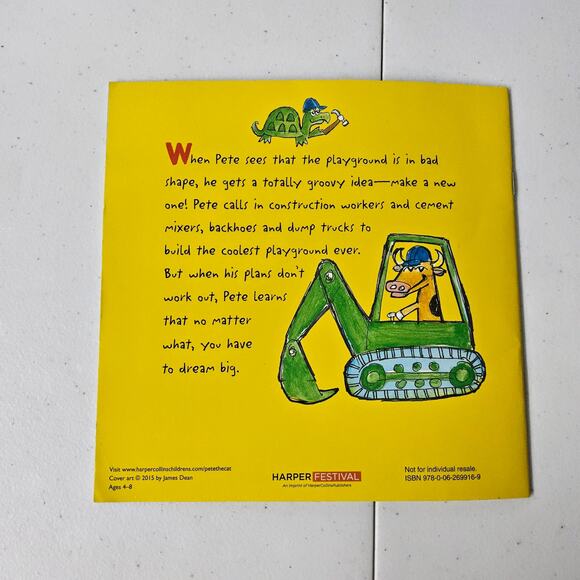 When Pete sees that the playground is in bad
shape, he gets a totally groovy idea—make a new
one! Pete calls in construction workers and cement
mixers, backhoes and dump trucks to
build the coolest playground ever.
But when his plans don't
work out, Pete learns
that no matter
what, you have
to dream big.
Visit www.harpercollinschildrens.com/petethecat
Cover art © 2015 by James Dean
Ages 4–8
HARPER FESTIVAL
An Imprint of HarperCollinsPublishers
Not for individual resale.
ISBN 978-0-06-269916-9